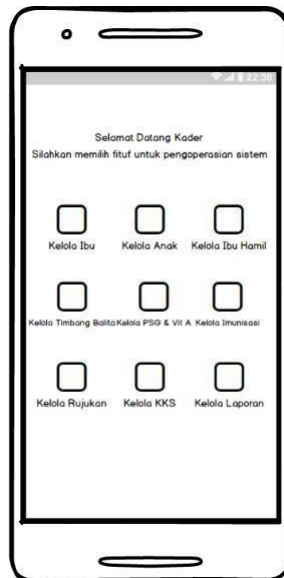 22:38
Selamat Datang Kader
Silahkan memilih fituf untuk pengoperasian sistem
Kelola Ibu Kelola Anak Kelola Ibu Hamil
Kelola Timbang Balita Kelola PSG & Vit A Kelola Imunisasi
Kelola Rujukan Kelola KKS Kelola Laporan